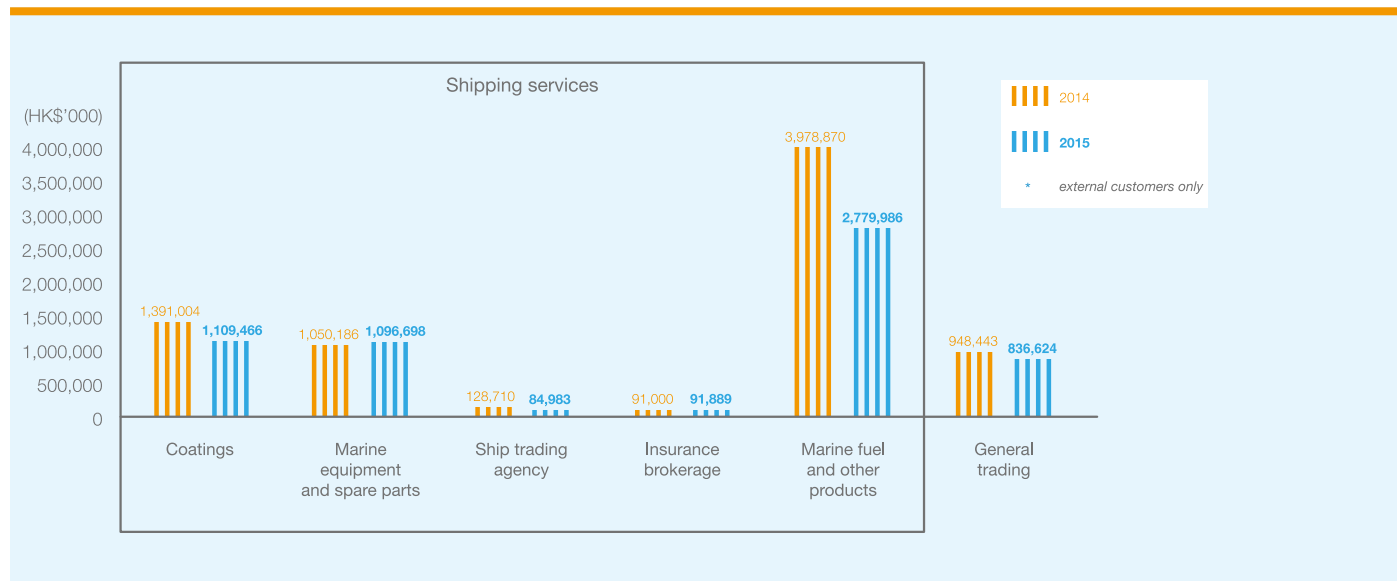 Shipping services
(HK$'000)
4,000,000
3,500,000
3,000,000
2,500,000
2,000,000
1,500,000
1,000,000
500,000
0
1,391,004
1,109,466
1,050,186
1,096,698
128,710
84,983
91,000
91,889
3,978,870
2,779,986
948,443
836,624
Coatings
Marine
equipment
and spare parts
Ship trading
agency
Insurance
brokerage
Marine fuel
and other
products
General
trading
2014
2015
* external customers only